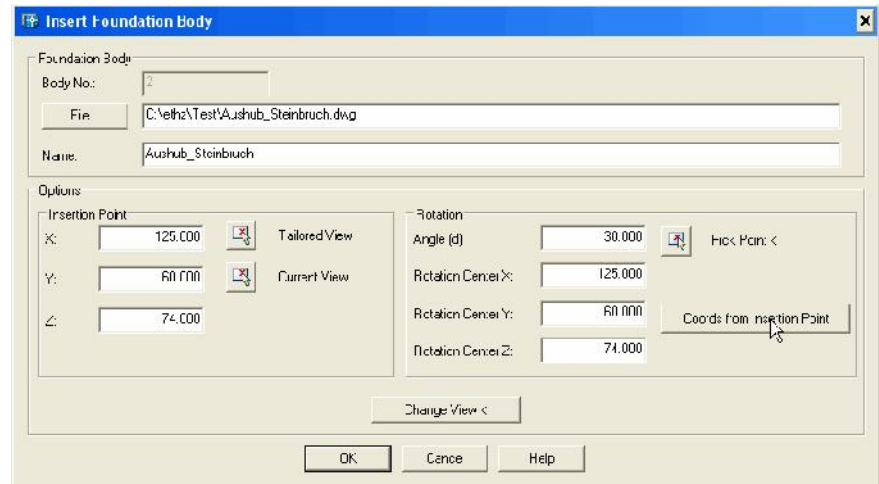 Insert Foundation Body
Foundation Body
Body No.: 2
File C:\ethz\Test\Aushub_Steinbruch.dwg
Name: Aushub_Steinbruch
Options
Insertion Point
X: 125.000 Tailored View
Y: 60.000 Current View
Z: 74.000
Rotation
Angle (d) 30.000 Pick Point <
Rotation Center X: 125.000
Rotation Center Y: 60.000 Coords from Insertion Point
Rotation Center Z: 74.000
Change View <
OK Cancel Help